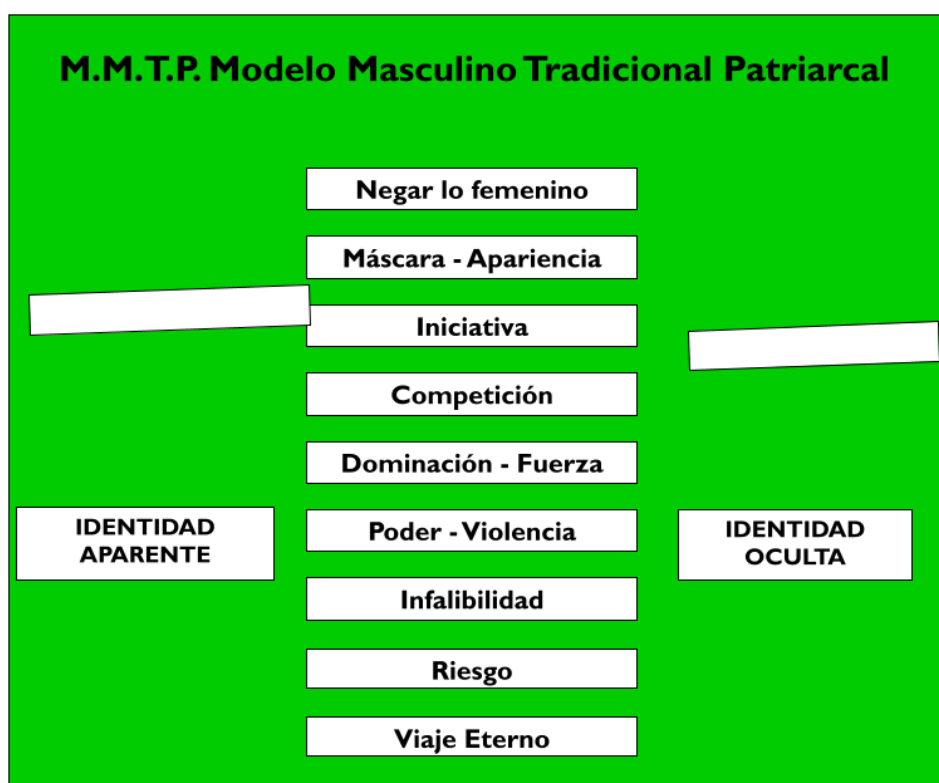 M.M.T.P. Modelo Masculino Tradicional Patriarcal
Negar lo femenino
Máscara - Apariencia
Iniciativa
Competición
Dominación - Fuerza
IDENTIDAD
APARENTE
Poder - Violencia
IDENTIDAD
OCULTA
Infalibilidad
Riesgo
Viaje Eterno